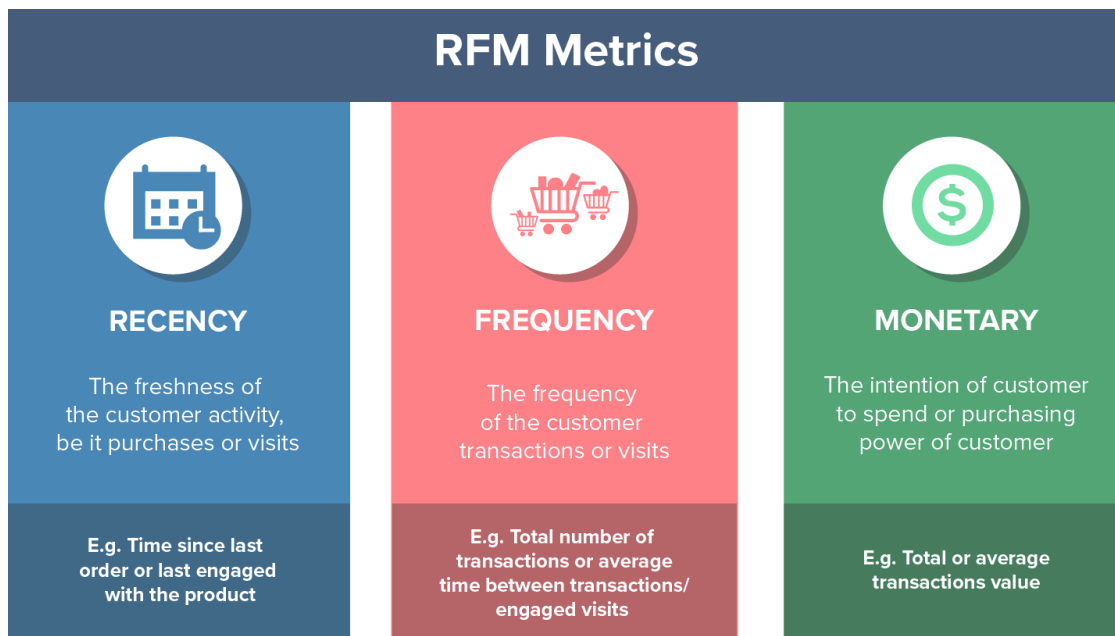 RFM Metrics
RECENCY
The freshness of
the customer activity,
be it purchases or visits
E.g. Time since last
order or last engaged
with the product
FREQUENCY
The frequency
of the customer
transactions or visits
E.g. Total number of
transactions or average
time between transactions/
engaged visits
MONETARY
The intention of customer
to spend or purchasing
power of customer
E.g. Total or average
transactions value